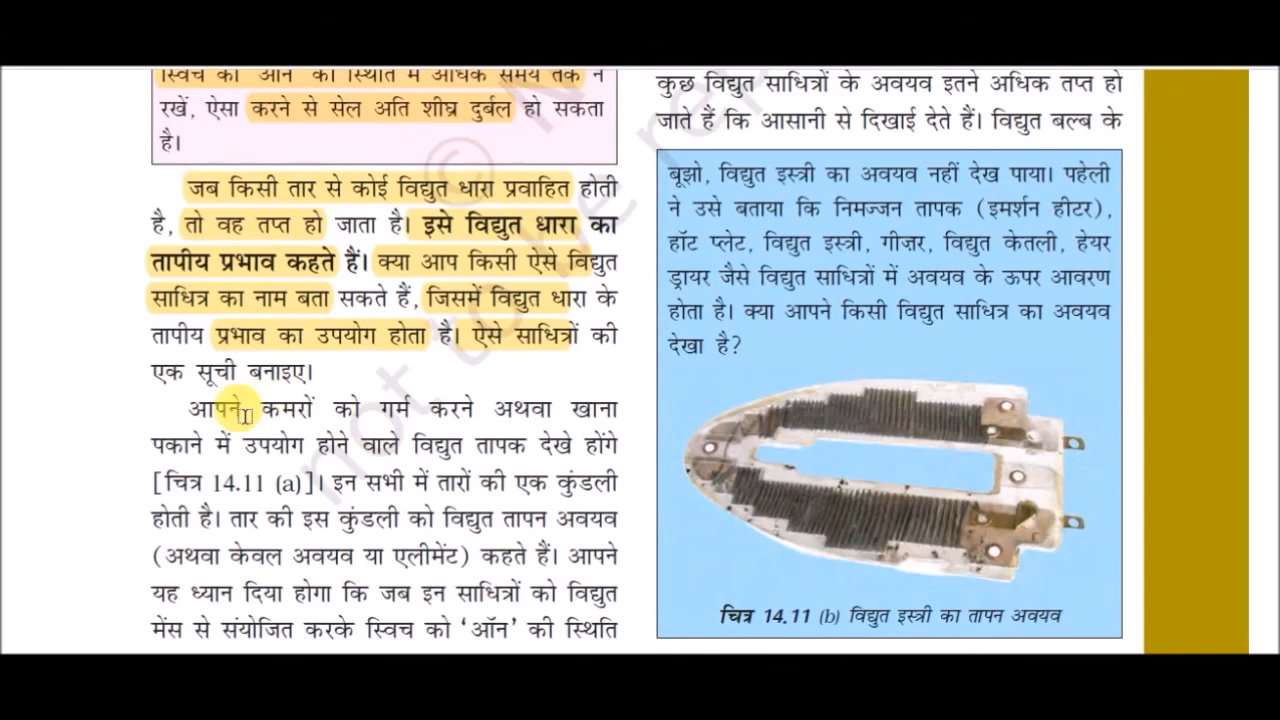 स्विच को 'ऑन' की स्थिति में अधिक समय तक न
रखें, ऐसा करने से सेल अति शीघ्र दुर्बल हो सकता
है।
जब किसी तार से कोई विद्युत धारा प्रवाहित होती
है, तो वह तप्त हो जाता है। इसे विद्युत धारा का
तापीय प्रभाव कहते हैं। क्या आप किसी ऐसे विद्युत
साधित्र का नाम बता सकते हैं, जिसमें विद्युत धारा के
तापीय प्रभाव का उपयोग होता है। ऐसे साधित्रों की
एक सूची बनाइए।
आपने कमरों को गर्म करने अथवा खाना
पकाने में उपयोग होने वाले विद्युत तापक देखे होंगे
[चित्र 14.11 (a)]। इन सभी में तारों की एक कुंडली
होती है। तार की इस कुंडली को विद्युत तापन अवयव
(अथवा केवल अवयव या एलीमेंट) कहते हैं। आपने
यह ध्यान दिया होगा कि जब इन साधित्रों को विद्युत
मेंस से संयोजित करके स्विच को 'ऑन' की स्थिति
कुछ विद्युत साधित्रों के अवयव इतने अधिक तप्त हो
जाते हैं कि आसानी से दिखाई देते हैं। विद्युत बल्ब के
बूझो, विद्युत इस्त्री का अवयव नहीं देख पाया। पहेली
ने उसे बताया कि निमज्जन तापक (इमर्शन हीटर),
हॉट प्लेट, विद्युत इस्त्री, गीज़र, विद्युत केतली, हेयर
ड्रायर जैसे विद्युत साधित्रों में अवयव के ऊपर आवरण
होता है। क्या आपने किसी विद्युत साधित्र का अवयव
देखा है?
चित्र 14.11 (b) विद्युत इस्त्री का तापन अवयव
© N
not to be re